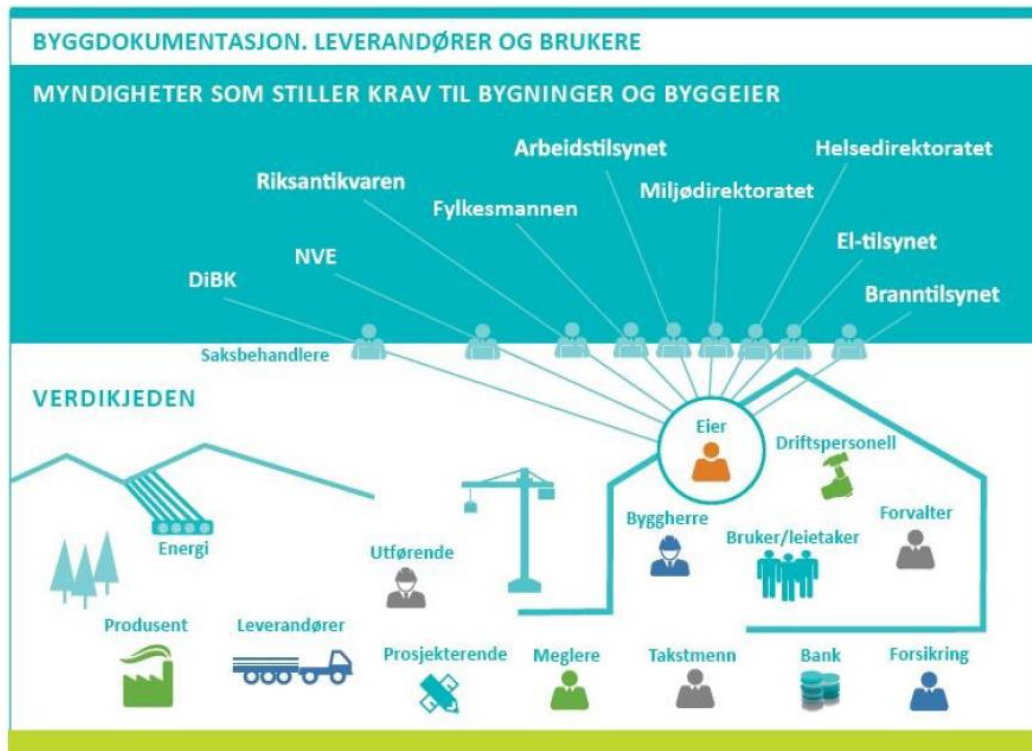 BYGGDOKUMENTASJON. LEVERANDØRER OG BRUKERE
MYNDIGHETER SOM STILLER KRAV TIL BYGNINGER OG BYGGEIER
Arbeidstilsynet
Helsedirektoratet
Riksantikvaren
Miljødirektoratet
Fylkesmannen
El-tilsynet
NVE
DiBK
Branntilsynet
Saksbehandlere
VERDIKJEDEN
Eier
Driftspersonell
Byggherre
Forvalter
Bruker/leietaker
Energi
Utførende
Produsent
Leverandører
Prosjekterende
Meglere
Takstmenn
Bank
Forsikring